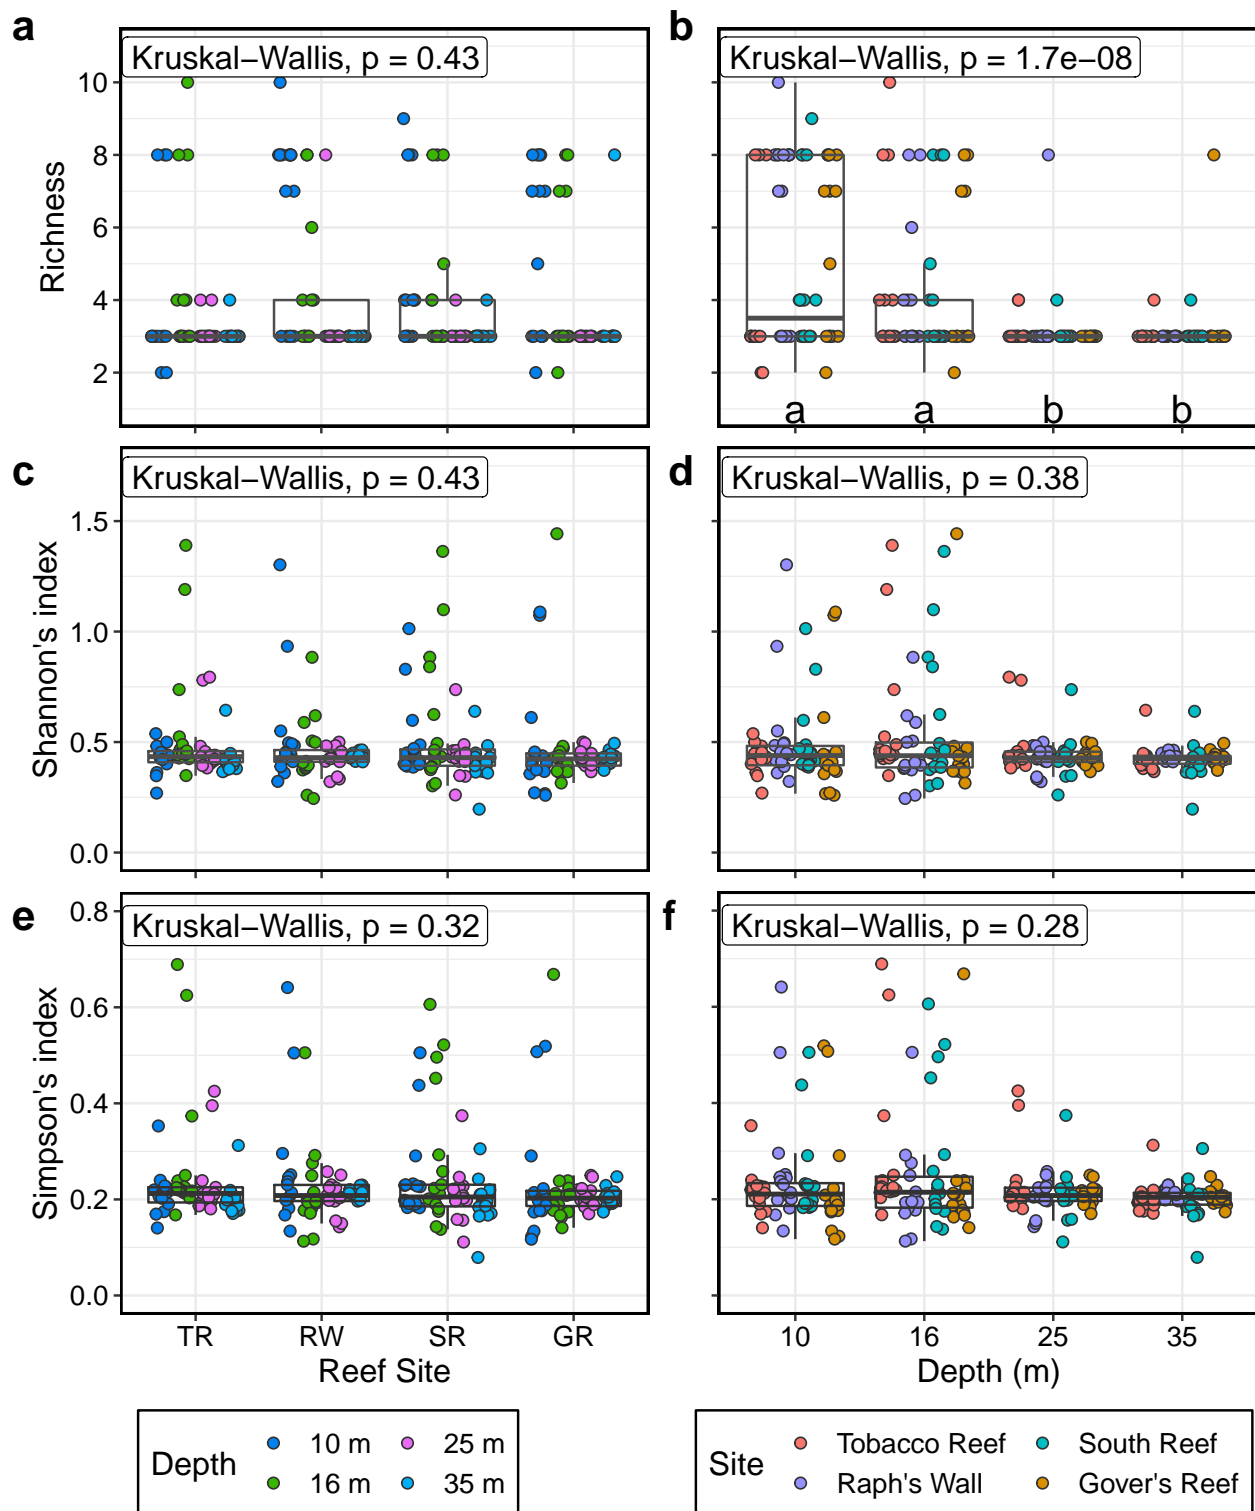 a
Kruskal−Wallis, p = 0.43
b
Kruskal−Wallis, p = 1.7e−08
Richness
10
8
6
4
2
a a b b
c
Kruskal−Wallis, p = 0.43
d
Kruskal−Wallis, p = 0.38
Shannon's index
1.5
1.0
0.5
0.0
e
Kruskal−Wallis, p = 0.32
f
Kruskal−Wallis, p = 0.28
Simpson's index
0.8
0.6
0.4
0.2
0.0
TR RW SR GR
Reef Site
10 16 25 35
Depth (m)
Depth
10 m 25 m
16 m 35 m
Site
Tobacco Reef South Reef
Raph's Wall Gover's Reef